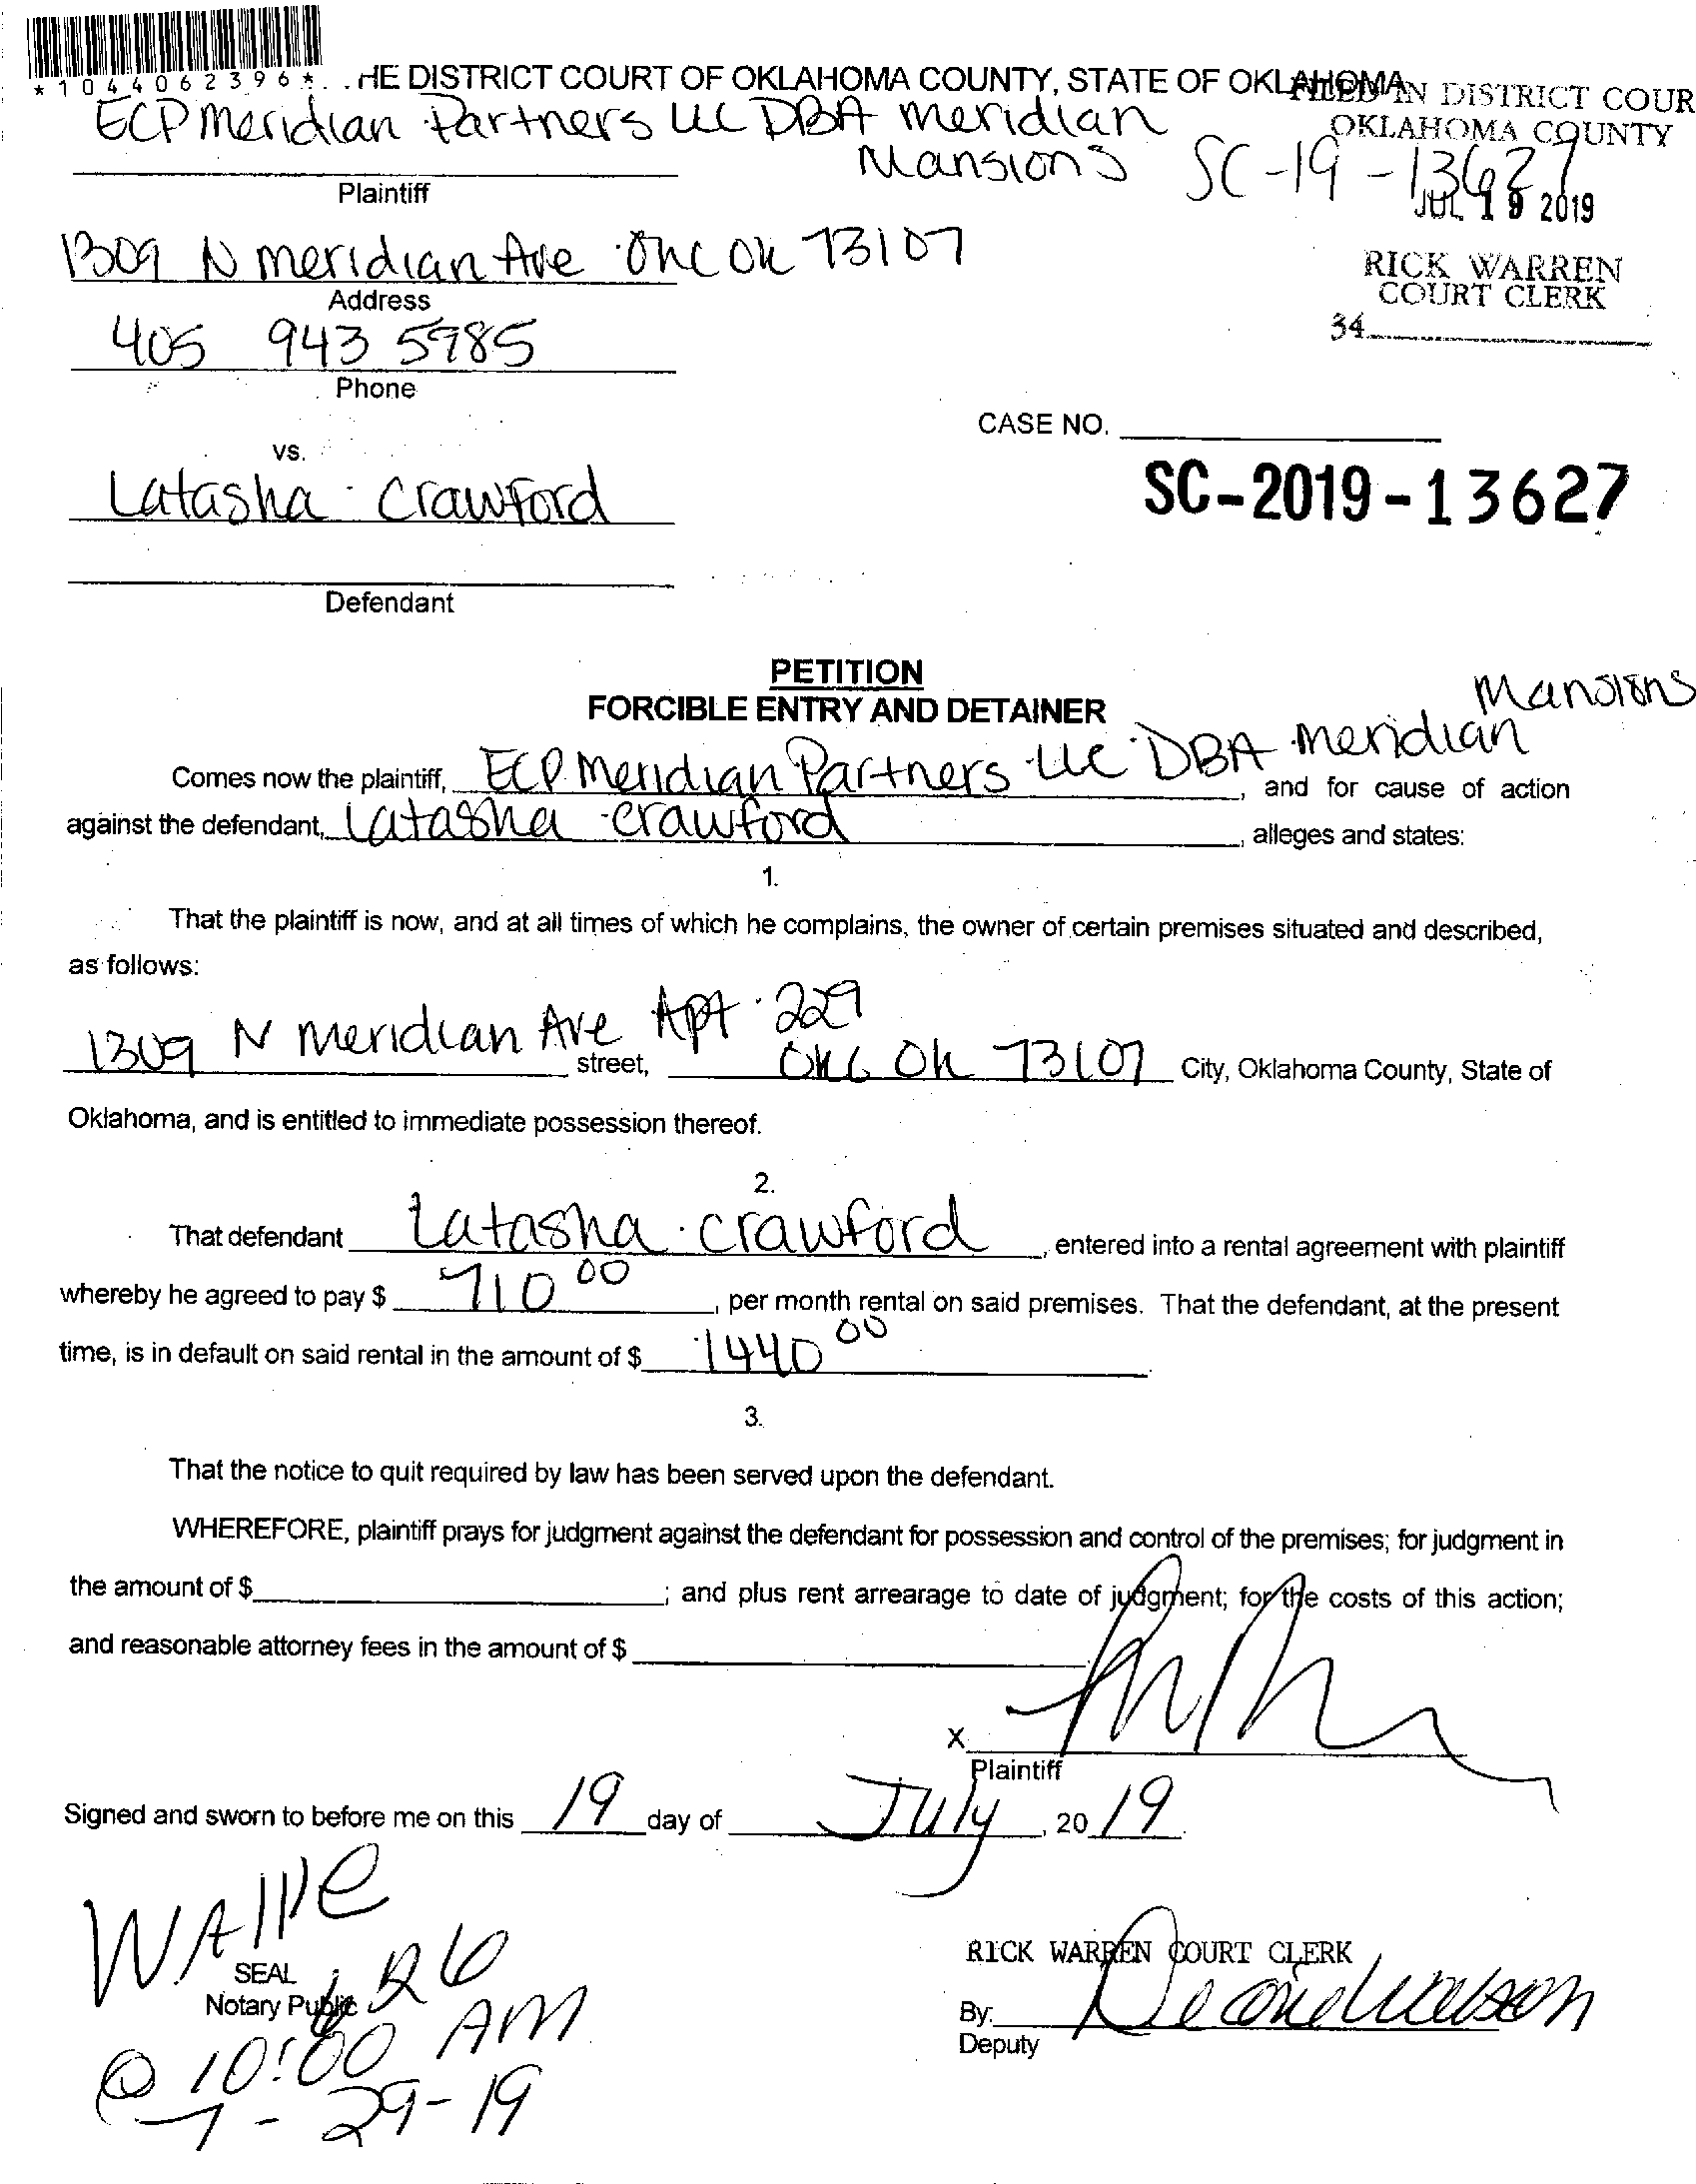 *1044062396*
HE DISTRICT COURT OF OKLAHOMA COUNTY, STATE OF OKLAHOMA
FILED IN DISTRICT COUR
OKLAHOMA COUNTY
ECP Meridian Partners LLC DBA Meridian
Mansions
SC-19-13627
Plaintiff
JUL 19 2019
1309 N Meridian Ave OKC OK 73107
RICK WARREN
COURT CLERK
Address
34
405 943 5985
Phone
CASE NO.
vs.
Latasha Crawford
SC-2019-13627
Defendant
PETITION
FORCIBLE ENTRY AND DETAINER
Mansions
Comes now the plaintiff, ECP Meridian Partners LLC DBA Meridian, and for cause of action
against the defendant, Latasha Crawford, alleges and states:
1.
That the plaintiff is now, and at all times of which he complains, the owner of certain premises situated and described,
as follows:
1309 N Meridian Ave Apt 229
street, OKC OK 73107 City, Oklahoma County, State of
Oklahoma, and is entitled to immediate possession thereof.
2.
That defendant Latasha Crawford, entered into a rental agreement with plaintiff
whereby he agreed to pay $ 710 00, per month rental on said premises. That the defendant, at the present
time, is in default on said rental in the amount of $ 1440 00.
3.
That the notice to quit required by law has been served upon the defendant.
WHEREFORE, plaintiff prays for judgment against the defendant for possession and control of the premises; for judgment in
the amount of $ ; and plus rent arrearage to date of judgment; for the costs of this action;
and reasonable attorney fees in the amount of $
X
Plaintiff
Signed and sworn to before me on this 19 day of July, 20 19.
SEAL
Notary Public
RICK WARREN COURT CLERK
By:
Deputy
@ 10:00 AM
7-29-19